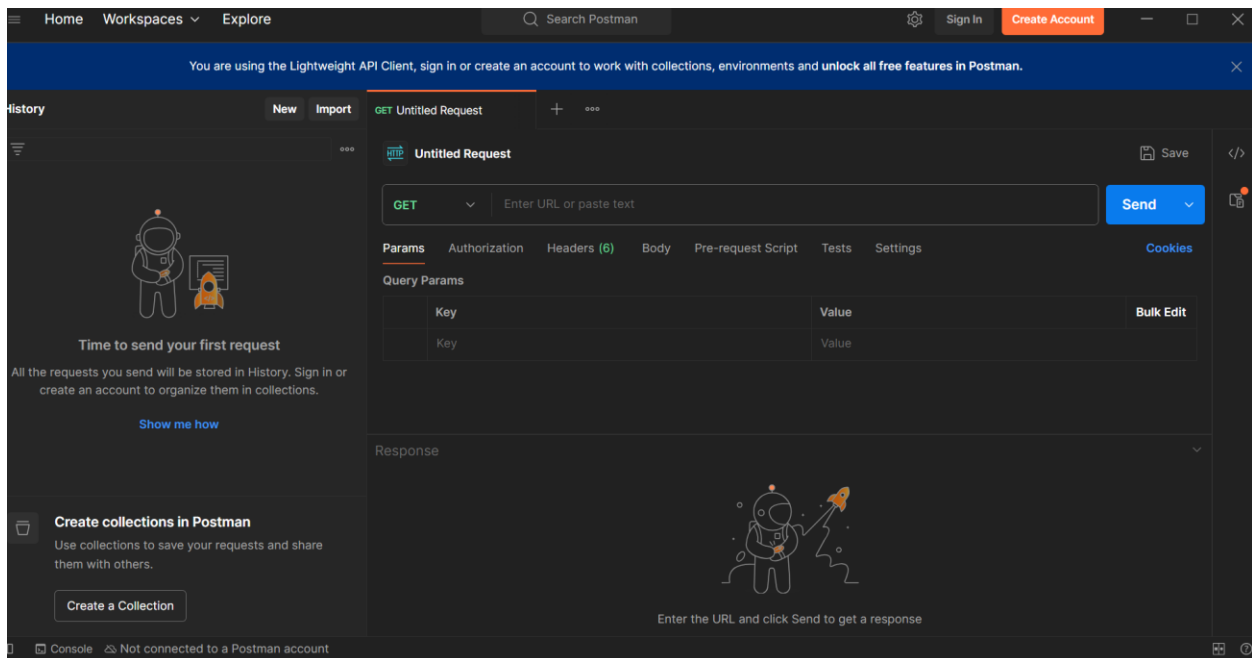 Home Workspaces Explore Search Postman Sign In Create Account
You are using the Lightweight API Client, sign in or create an account to work with collections, environments and unlock all free features in Postman.
History New Import GET Untitled Request
HTTP Untitled Request Save
GET Enter URL or paste text Send
Params Authorization Headers (6) Body Pre-request Script Tests Settings Cookies
Query Params
Key Value Bulk Edit
Key Value
Time to send your first request
All the requests you send will be stored in History. Sign in or
create an account to organize them in collections.
Show me how
Response
Create collections in Postman
Use collections to save your requests and share
them with others.
Create a Collection
Enter the URL and click Send to get a response
Console Not connected to a Postman account